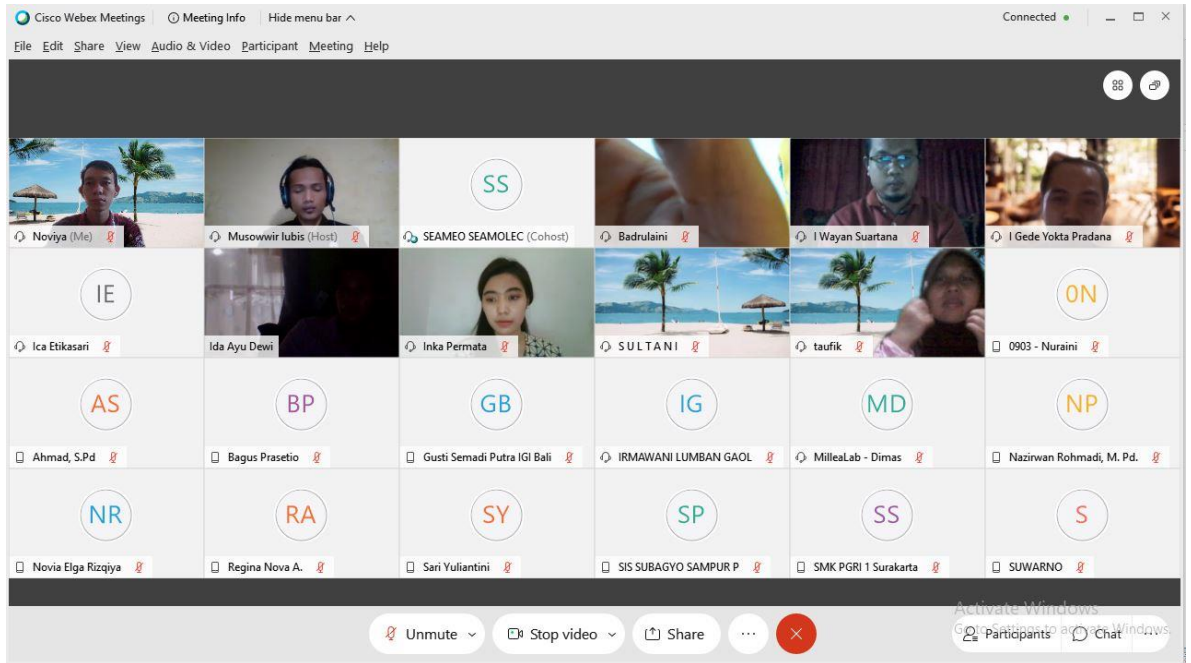 Cisco Webex Meetings Meeting Info Hide menu bar Connected
File Edit Share View Audio & Video Participant Meeting Help
SS
Noviya (Me) Musowwir lubis (Host) SEAMEO SEAMOLEC (Cohost) Badrulaini I Wayan Suartana I Gede Yokta Pradana
IE 0N
Ica Etikasari Ida Ayu Dewi Inka Permata S U L T A N I taufik 0903 - Nuraini
AS BP GB IG MD NP
Ahmad, S.Pd Bagus Prasetio Gusti Semadi Putra IGI Bali IRMAWANI LUMBAN GAOL MilleaLab - Dimas Nazirwan Rohmadi, M. Pd.
NR RA SY SP SS S
Novia Elga Rizqiya Regina Nova A. Sari Yuliantini SIS SUBAGYO SAMPUR P SMK PGRI 1 Surakarta SUWARNO
Activate Windows
Go to Settings to activate Windows.
Unmute Stop video Share Participants Chat